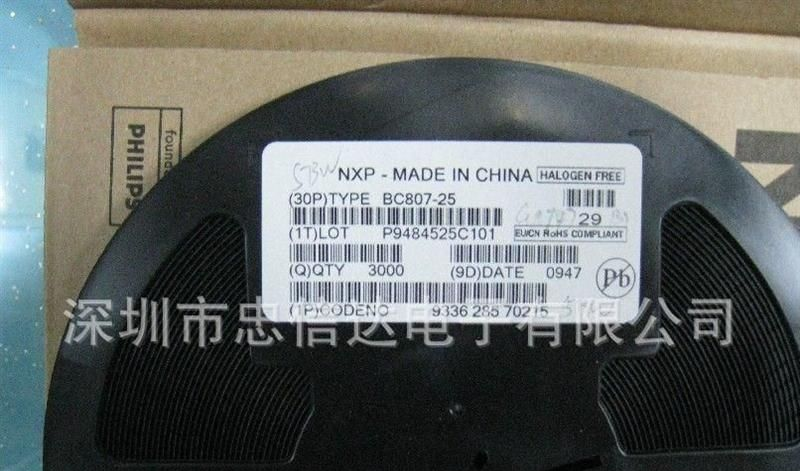 NXP - MADE IN CHINA HALOGEN FREE
(30P)TYPE BC807-25
29
(1T)LOT P9484525C101
EU/CN RoHS COMPLIANT
(Q)QTY 3000 (9D)DATE 0947
Pb
(1P)CODENO 9336 285 70215
深圳市忠信达电子有限公司
PHILIPS